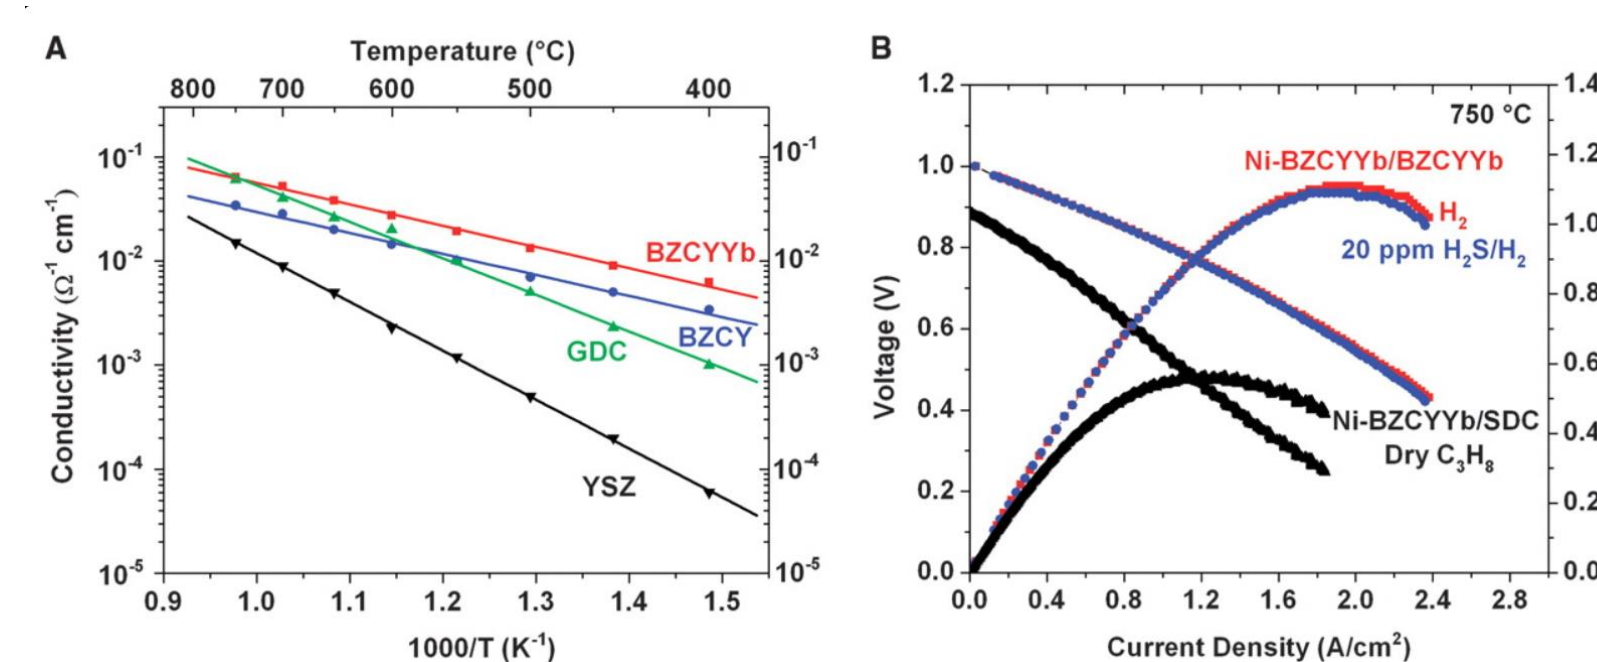 A
B
Temperature (°C)
800 700 600 500 400
10⁻¹
10⁻²
10⁻³
10⁻⁴
10⁻⁵
Conductivity (Ω⁻¹ cm⁻¹)
10⁻¹
10⁻²
10⁻³
10⁻⁴
10⁻⁵
BZCYYb
BZCY
GDC
YSZ
0.9 1.0 1.1 1.2 1.3 1.4 1.5
1000/T (K⁻¹)
1.2
1.0
0.8
0.6
0.4
0.2
0.0
Voltage (V)
750 °C
Ni-BZCYYb/BZCYYb
H₂
20 ppm H₂S/H₂
Ni-BZCYYb/SDC
Dry C₃H₈
1.4
1.2
1.0
0.8
0.6
0.4
0.2
0.0
0.0 0.4 0.8 1.2 1.6 2.0 2.4 2.8
Current Density (A/cm²)